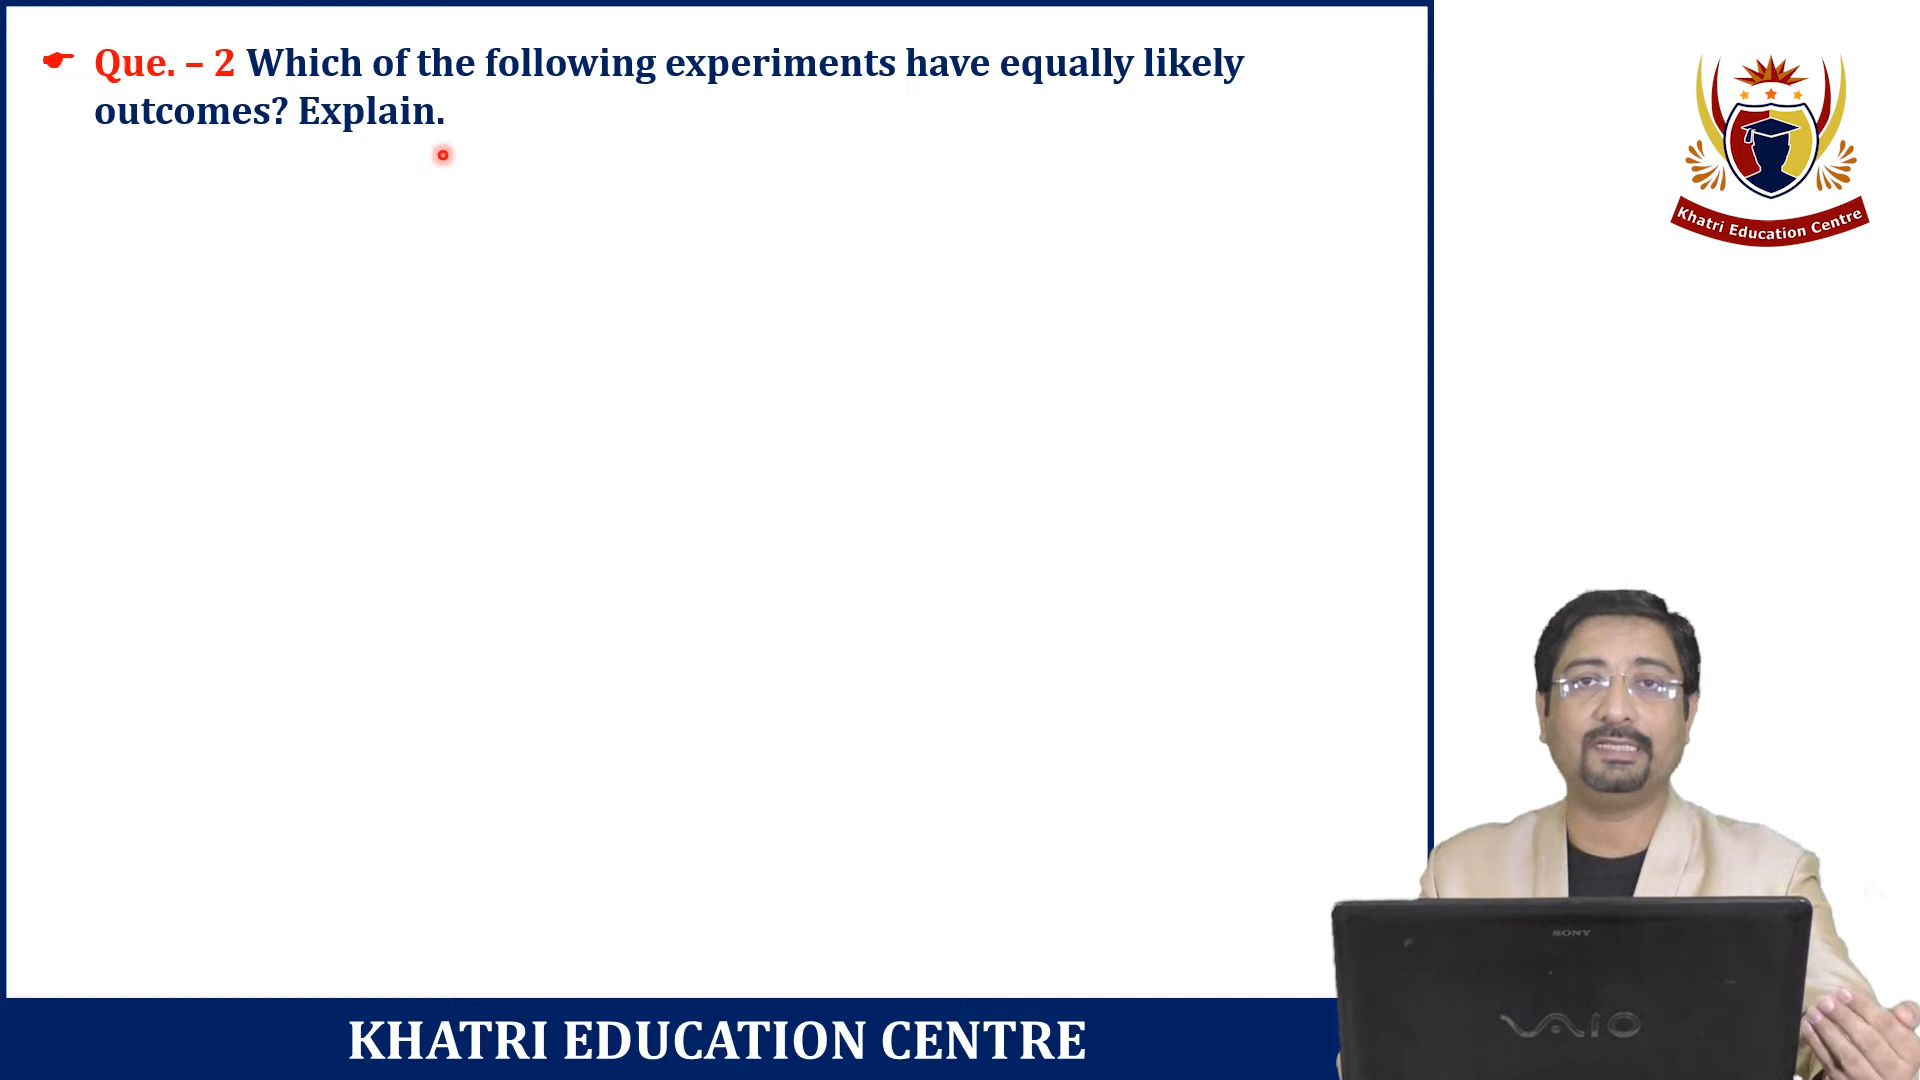 Que. – 2 Which of the following experiments have equally likely
outcomes? Explain.
Khatri Education Centre
SONY
VAIO
KHATRI EDUCATION CENTRE